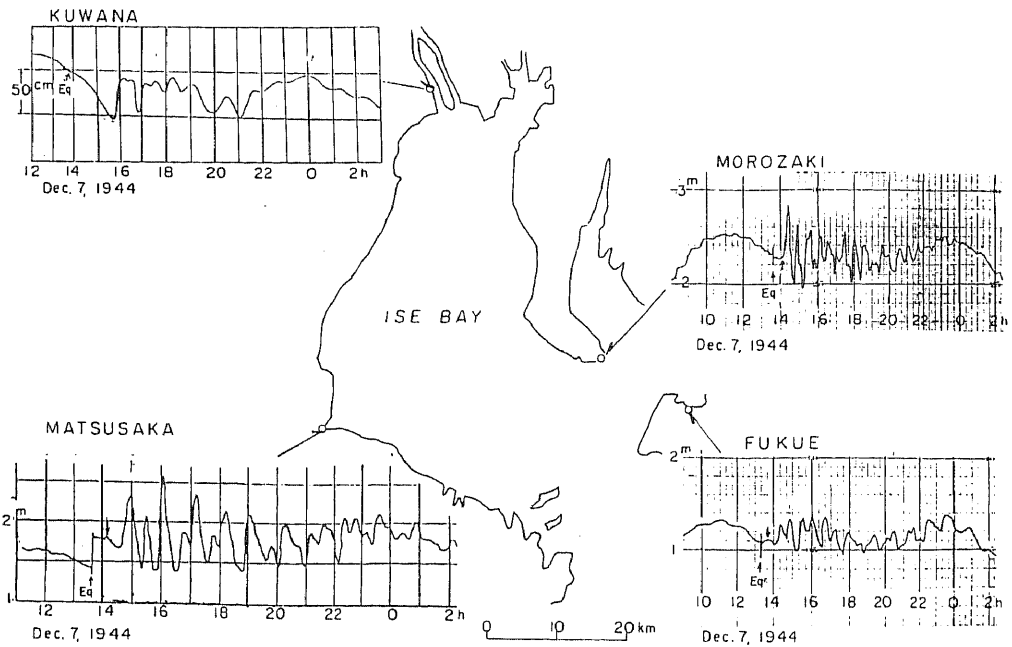 KUWANA
50 cm Eq
12 14 16 18 20 22 0 2h
Dec. 7, 1944
MOROZAKI
3m
2
Eq
10 12 14 16 18 20 22 0 2h
Dec. 7, 1944
ISE BAY
MATSUSAKA
2m
1
Eq
12 14 16 18 20 22 0 2h
Dec. 7, 1944
FUKUE
2m
1
Eq
10 12 14 16 18 20 22 0 2h
Dec. 7, 1944
0 10 20 km